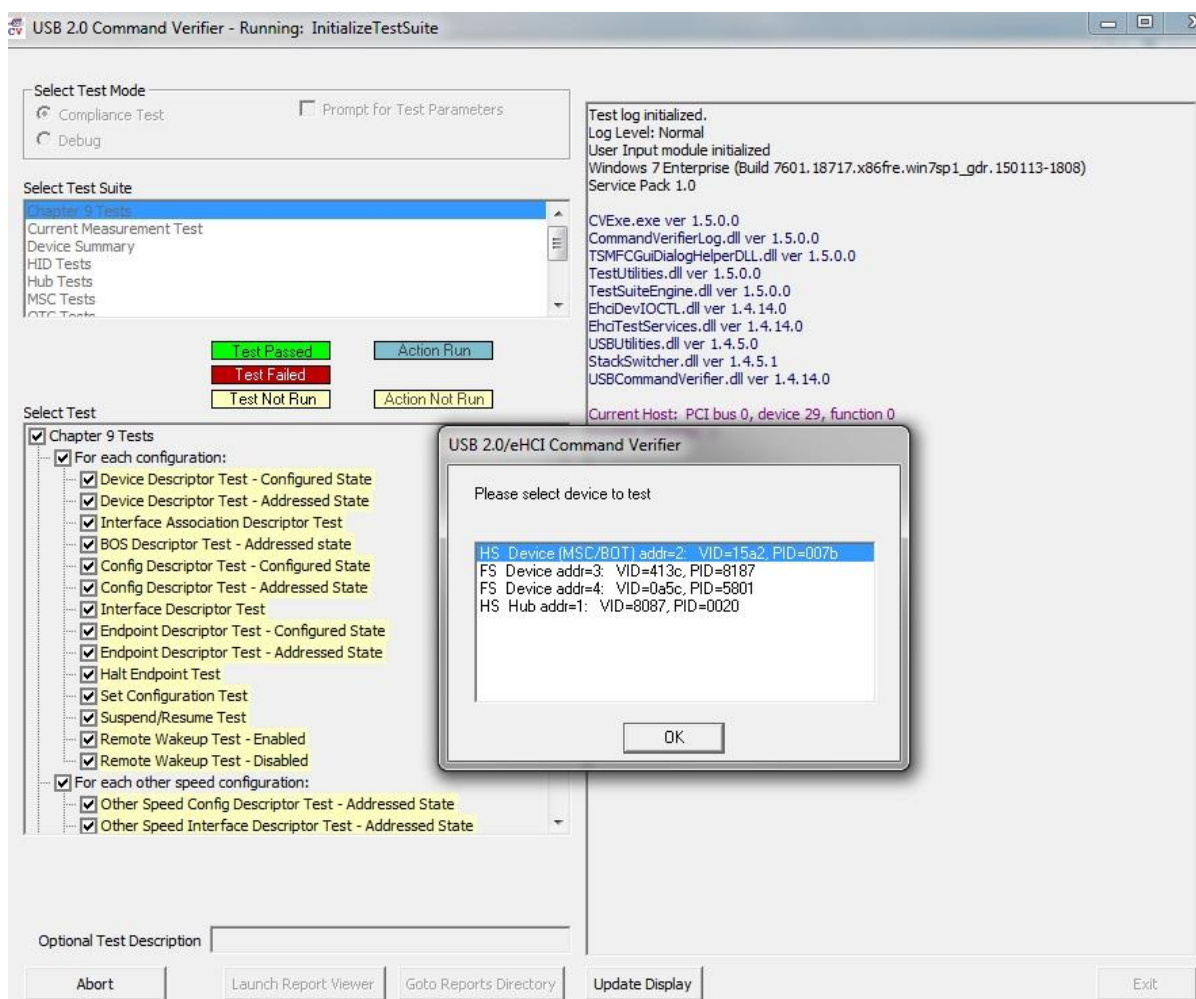 USB 2.0 Command Verifier - Running: InitializeTestSuite
Select Test Mode
Compliance Test
Prompt for Test Parameters
Debug
Select Test Suite
Chapter 9 Tests
Current Measurement Test
Device Summary
HID Tests
Hub Tests
MSC Tests
OTG Tests
Test Passed
Action Run
Test Failed
Test Not Run
Action Not Run
Select Test
Chapter 9 Tests
For each configuration:
Device Descriptor Test - Configured State
Device Descriptor Test - Addressed State
Interface Association Descriptor Test
BOS Descriptor Test - Addressed state
Config Descriptor Test - Configured State
Config Descriptor Test - Addressed State
Interface Descriptor Test
Endpoint Descriptor Test - Configured State
Endpoint Descriptor Test - Addressed State
Halt Endpoint Test
Set Configuration Test
Suspend/Resume Test
Remote Wakeup Test - Enabled
Remote Wakeup Test - Disabled
For each other speed configuration:
Other Speed Config Descriptor Test - Addressed State
Other Speed Interface Descriptor Test - Addressed State
Test log initialized.
Log Level: Normal
User Input module initialized
Windows 7 Enterprise (Build 7601.18717.x86fre.win7sp1_gdr.150113-1808)
Service Pack 1.0
CVExe.exe ver 1.5.0.0
CommandVerifierLog.dll ver 1.5.0.0
TSMFCGuiDialogHelperDLL.dll ver 1.5.0.0
TestUtilities.dll ver 1.5.0.0
TestSuiteEngine.dll ver 1.5.0.0
EhciDevIOCTL.dll ver 1.4.14.0
EhciTestServices.dll ver 1.4.14.0
USBUtilities.dll ver 1.4.5.0
StackSwitcher.dll ver 1.4.5.1
USBCommandVerifier.dll ver 1.4.14.0
Current Host: PCI bus 0, device 29, function 0
USB 2.0/eHCI Command Verifier
Please select device to test
HS Device (MSC/BOT) addr=2: VID=15a2, PID=007b
FS Device addr=3: VID=413c, PID=8187
FS Device addr=4: VID=0a5c, PID=5801
HS Hub addr=1: VID=8087, PID=0020
OK
Optional Test Description
Abort
Launch Report Viewer
Goto Reports Directory
Update Display
Exit